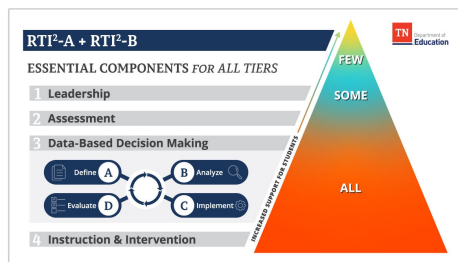 RTI²-A + RTI²-B
TN Department of
Education
ESSENTIAL COMPONENTS FOR ALL TIERS
1 Leadership
2 Assessment
3 Data-Based Decision Making
Define A
B Analyze
Evaluate D
C Implement
4 Instruction & Intervention
INCREASED SUPPORT FOR STUDENTS
FEW
SOME
ALL